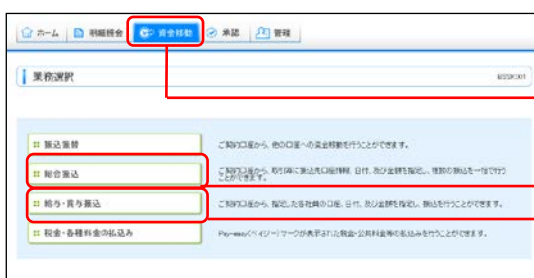 ホーム 明細照会 資金移動 承認 管理
業務選択
BSSK001
振込振替 ご契約口座から、他の口座への資金移動を行うことができます。
総合振込 ご契約口座から、取引毎に振込先口座情報、日付、及び金額を指定し、複数の振込を一括で行う
ことができます。
給与・賞与振込 ご契約口座から、指定した各社員の口座、日付、及び金額を指定し、振込を行うことができます。
税金・各種料金の払込み Pay-easy(ペイジー)マークが表示された税金・公共料金等の払込みを行うことができます。